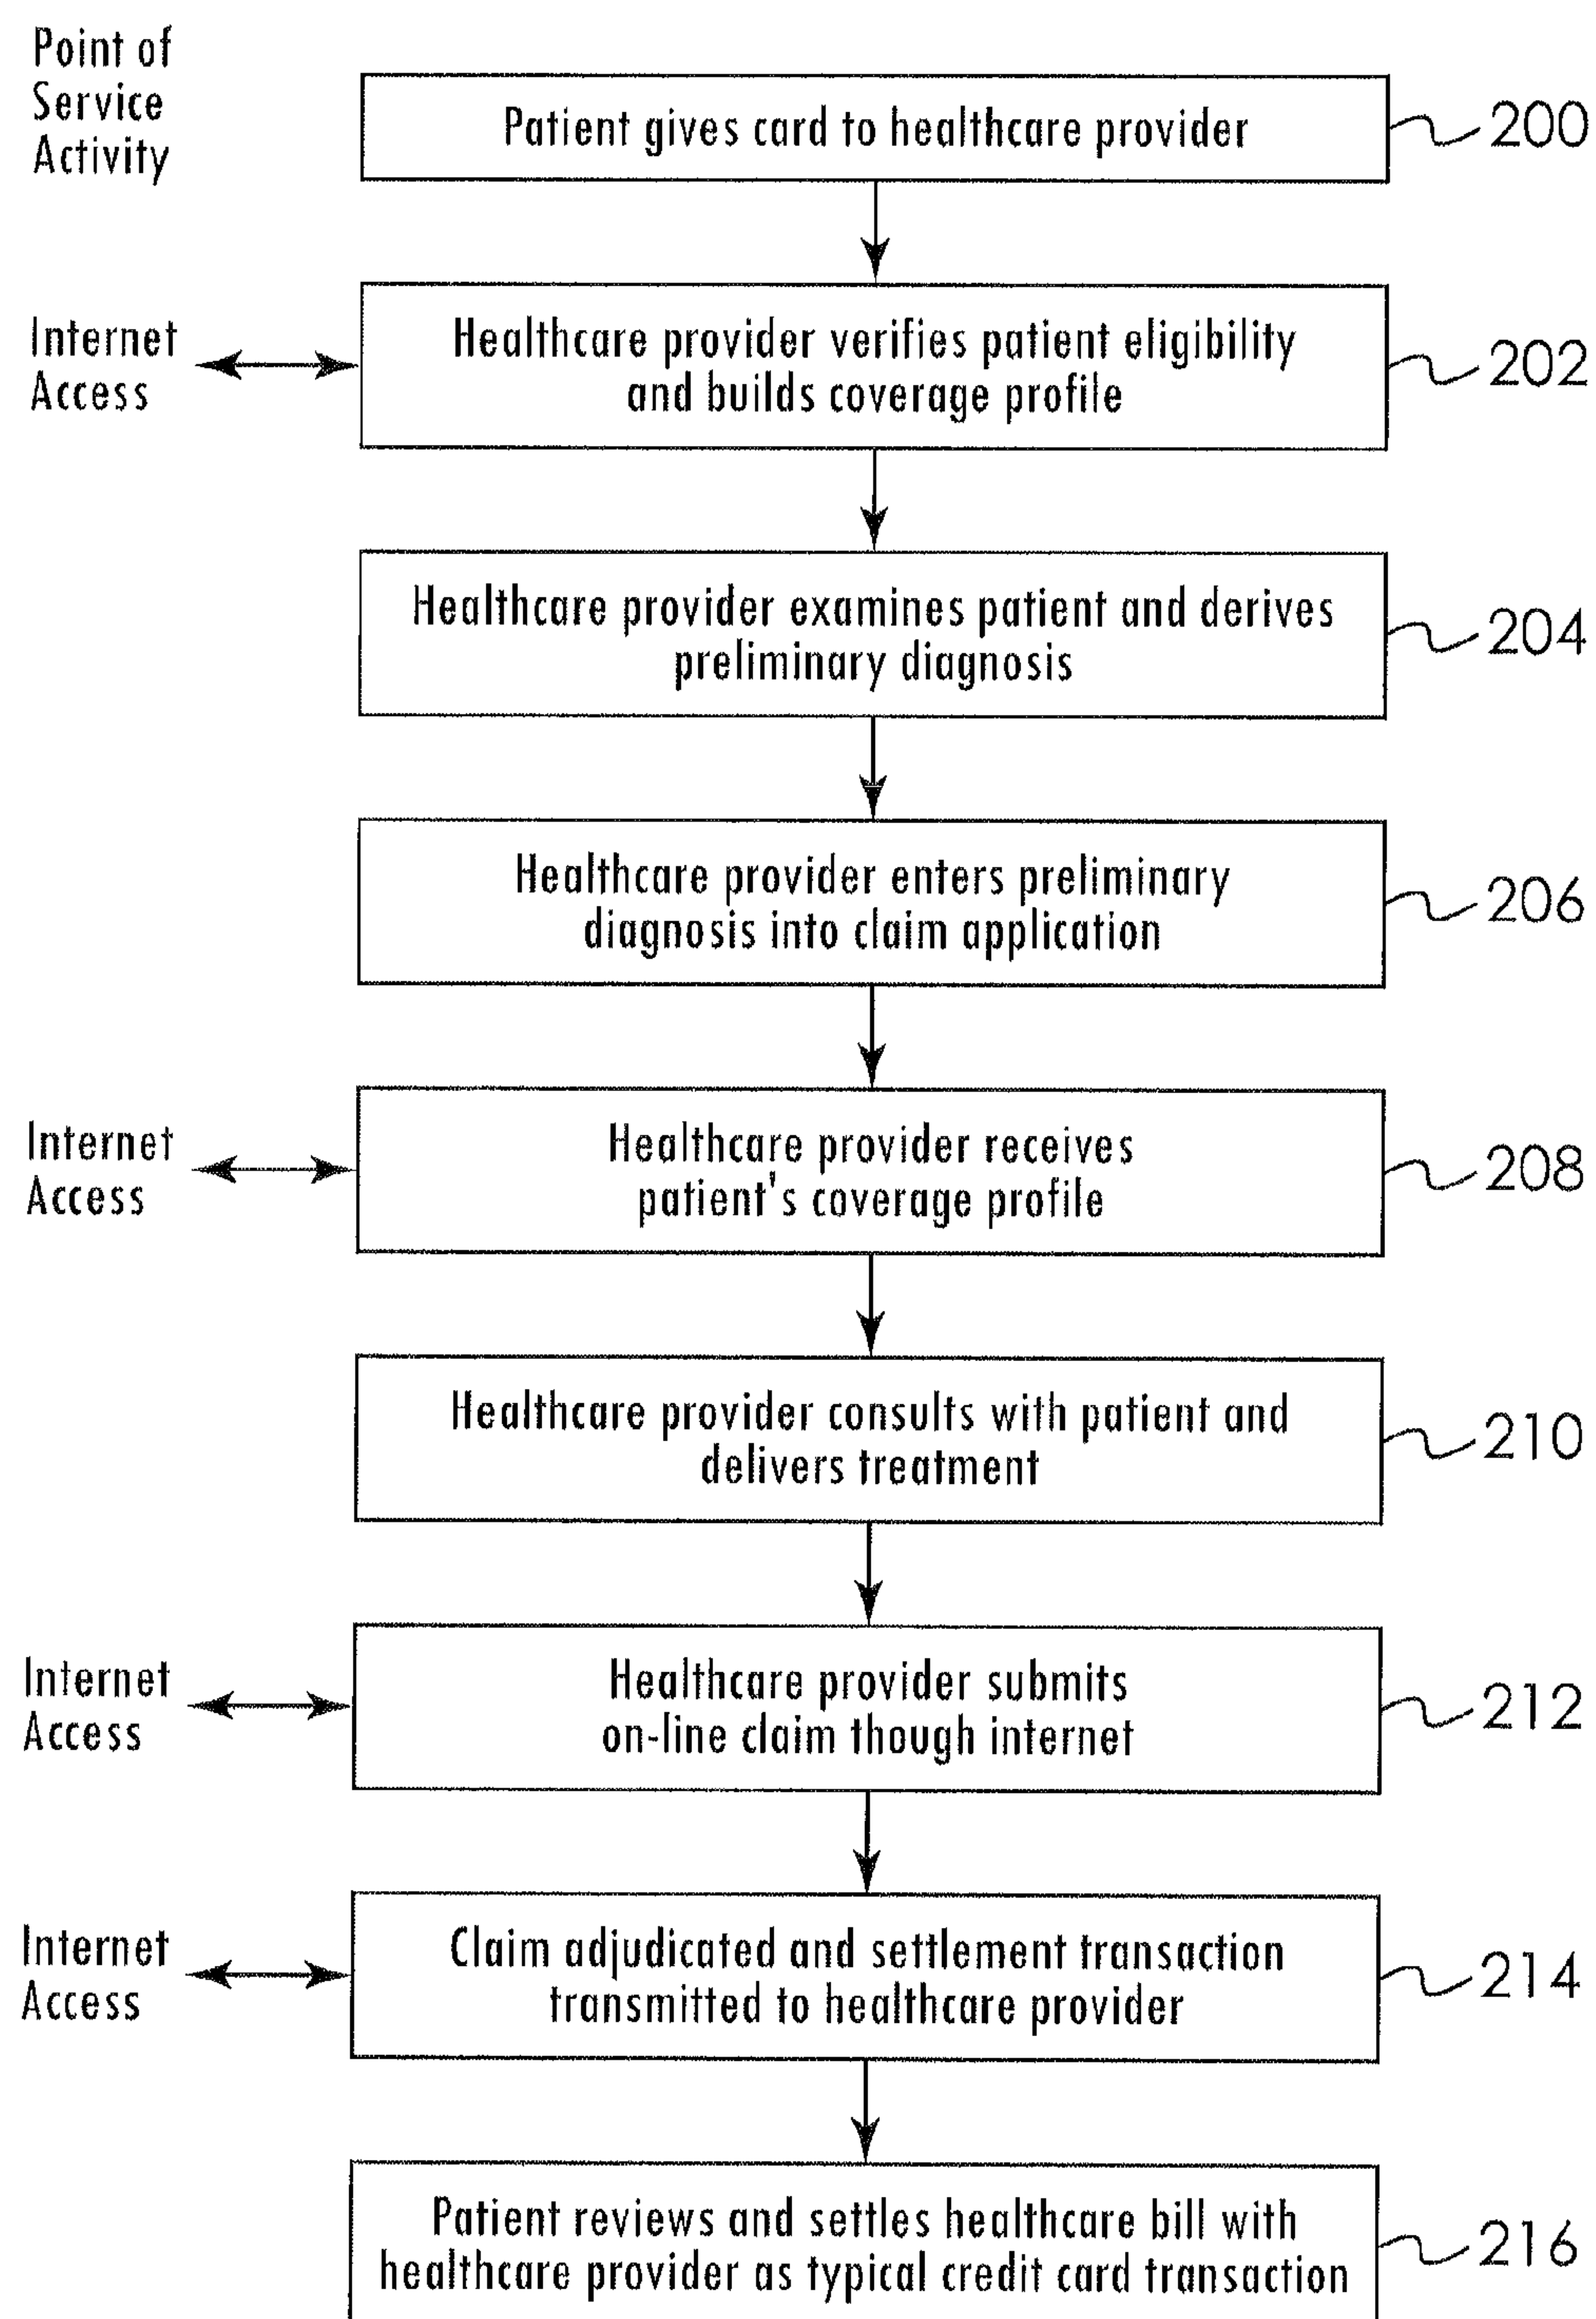 Point of
Service
Activity
Patient gives card to healthcare provider
200
Internet
Access
Healthcare provider verifies patient eligibility
and builds coverage profile
202
Healthcare provider examines patient and derives
preliminary diagnosis
204
Healthcare provider enters preliminary
diagnosis into claim application
206
Internet
Access
Healthcare provider receives
patient's coverage profile
208
Healthcare provider consults with patient and
delivers treatment
210
Internet
Access
Healthcare provider submits
on-line claim though internet
212
Internet
Access
Claim adjudicated and settlement transaction
transmitted to healthcare provider
214
Patient reviews and settles healthcare bill with
healthcare provider as typical credit card transaction
216